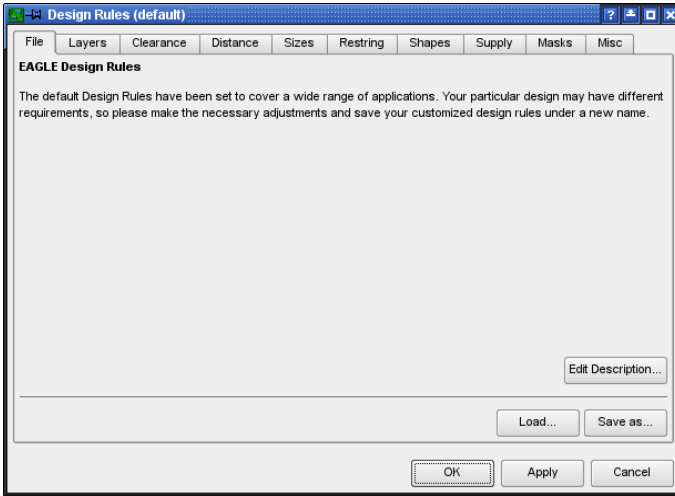 Design Rules (default)
File Layers Clearance Distance Sizes Restring Shapes Supply Masks Misc
EAGLE Design Rules
The default Design Rules have been set to cover a wide range of applications. Your particular design may have different
requirements, so please make the necessary adjustments and save your customized design rules under a new name.
Edit Description...
Load... Save as...
OK Apply Cancel